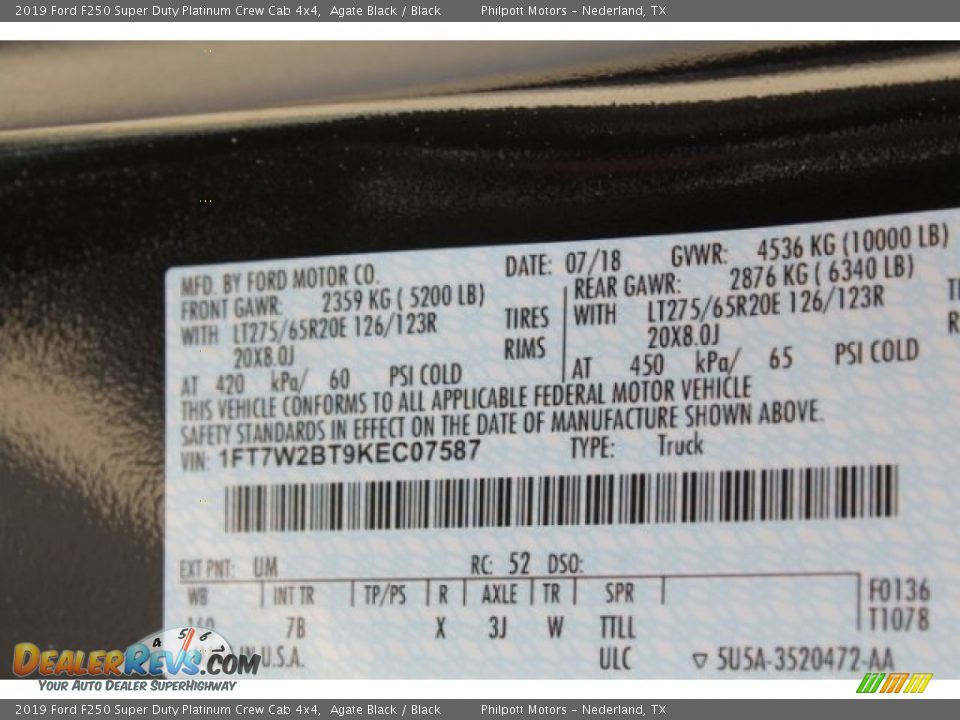 2019 Ford F250 Super Duty Platinum Crew Cab 4x4, Agate Black / Black Philpott Motors - Nederland, TX
MFD. BY FORD MOTOR CO. DATE: 07/18 GVWR: 4536 KG (10000 LB)
FRONT GAWR: 2359 KG ( 5200 LB) REAR GAWR: 2876 KG ( 6340 LB)
WITH LT275/65R20E 126/123R TIRES WITH LT275/65R20E 126/123R
20X8.0J RIMS 20X8.0J
AT 420 kPa/ 60 PSI COLD AT 450 kPa/ 65 PSI COLD
THIS VEHICLE CONFORMS TO ALL APPLICABLE FEDERAL MOTOR VEHICLE
SAFETY STANDARDS IN EFFECT ON THE DATE OF MANUFACTURE SHOWN ABOVE.
VIN: 1FT7W2BT9KEC07587 TYPE: Truck
EXT PNT: UM RC: 52 DSO:
WB INT TR TP/PS R AXLE TR SPR F0136
7B X 3J W TTLL T1078
U.S.A. ULC ▽ 5U5A-3520472-AA
4 5 6
DEALERREVS.COM
YOUR AUTO DEALER SUPERHIGHWAY
2019 Ford F250 Super Duty Platinum Crew Cab 4x4, Agate Black / Black Philpott Motors - Nederland, TX